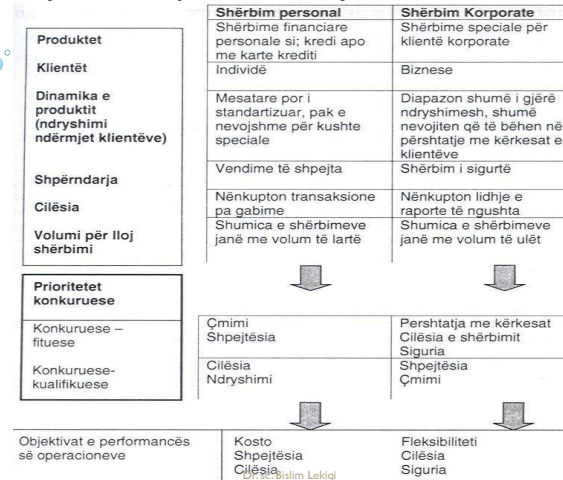 Shërbim personal
Shërbim Korporate
Produktet
Shërbime financiare
personale si; kredi apo
me karte krediti
Shërbime speciale për
klientë korporate
Klientët
Individë
Biznese
Dinamika e
produktit
(ndryshimi
ndërmjet klientëve)
Mesatare por i
standartizuar, pak e
nevojshme për kushte
speciale
Diapazon shumë i gjërë
ndryshimesh, shumë
nevojiten që të bëhen në
përshtatje me kërkesat e
klientëve
Shpërndarja
Vendime të shpejta
Shërbim i sigurtë
Cilësia
Nënkupton transaksione
pa gabime
Nënkupton lidhje e
raporte të ngushta
Volumi për lloj
shërbimi
Shumica e shërbimeve
janë me volum të lartë
Shumica e shërbimeve
janë me volum të ulët
Prioritetet
konkuruese
Konkuruese –
fituese
Çmimi
Shpejtësia
Pershtatja me kërkesat
Cilësia e shërbimit
Siguria
Konkuruese-
kualifikuese
Cilësia
Ndryshimi
Shpejtësia
Çmimi
Objektivat e performancës
së operacioneve
Kosto
Shpejtësia
Cilësia
Fleksibiliteti
Cilësia
Siguria
Dr. sc. Bislim Lekiqi